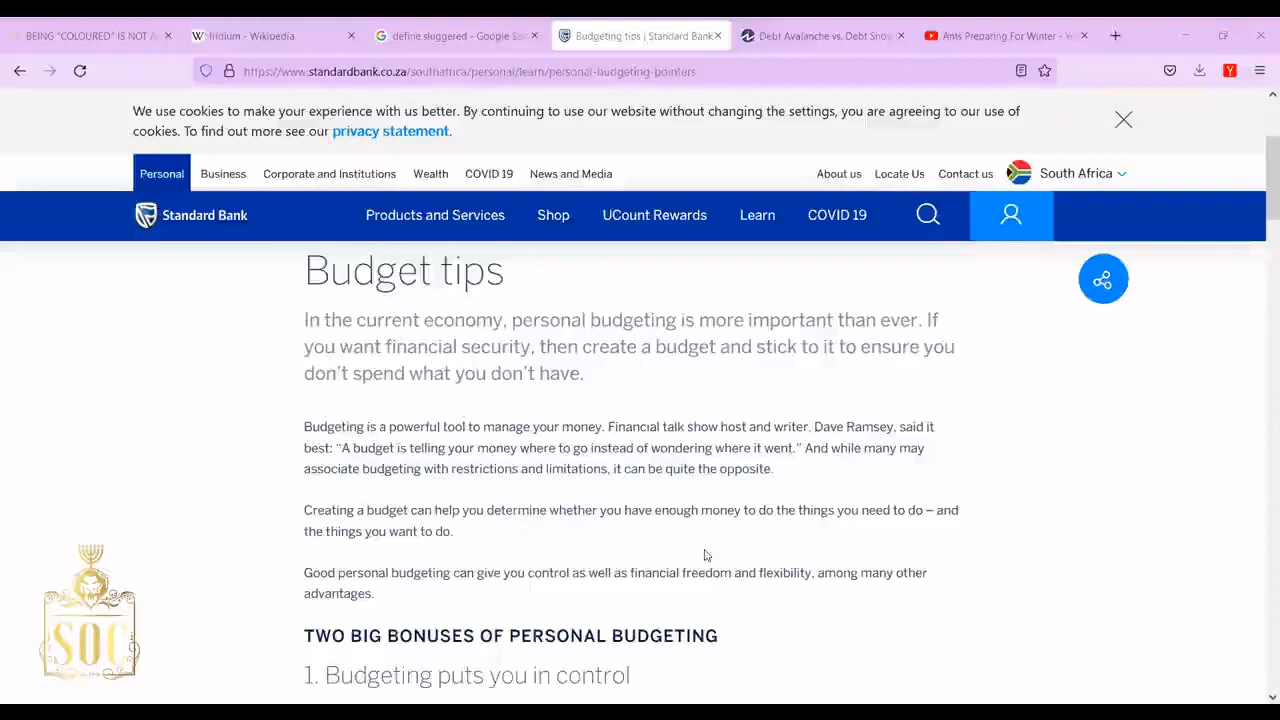 BEING "COLOURED" IS NOT
Iridium - Wikipedia
define sluggered - Google Sea
Budgeting tips | Standard Bank
Debt Avalanche vs. Debt Snow
Ants Preparing For Winter -
https://www.standardbank.co.za/southafrica/personal/learn/personal-budgeting-pointers
We use cookies to make your experience with us better. By continuing to use our website without changing the settings, you are agreeing to our use of
cookies. To find out more see our privacy statement.
Personal Business Corporate and Institutions Wealth COVID 19 News and Media About us Locate Us Contact us South Africa
Standard Bank Products and Services Shop UCount Rewards Learn COVID 19
Budget tips
In the current economy, personal budgeting is more important than ever. If
you want financial security, then create a budget and stick to it to ensure you
don't spend what you don't have.
Budgeting is a powerful tool to manage your money. Financial talk show host and writer, Dave Ramsey, said it
best: “A budget is telling your money where to go instead of wondering where it went.” And while many may
associate budgeting with restrictions and limitations, it can be quite the opposite.
Creating a budget can help you determine whether you have enough money to do the things you need to do – and
the things you want to do.
Good personal budgeting can give you control as well as financial freedom and flexibility, among many other
advantages.
TWO BIG BONUSES OF PERSONAL BUDGETING
1. Budgeting puts you in control
SOC